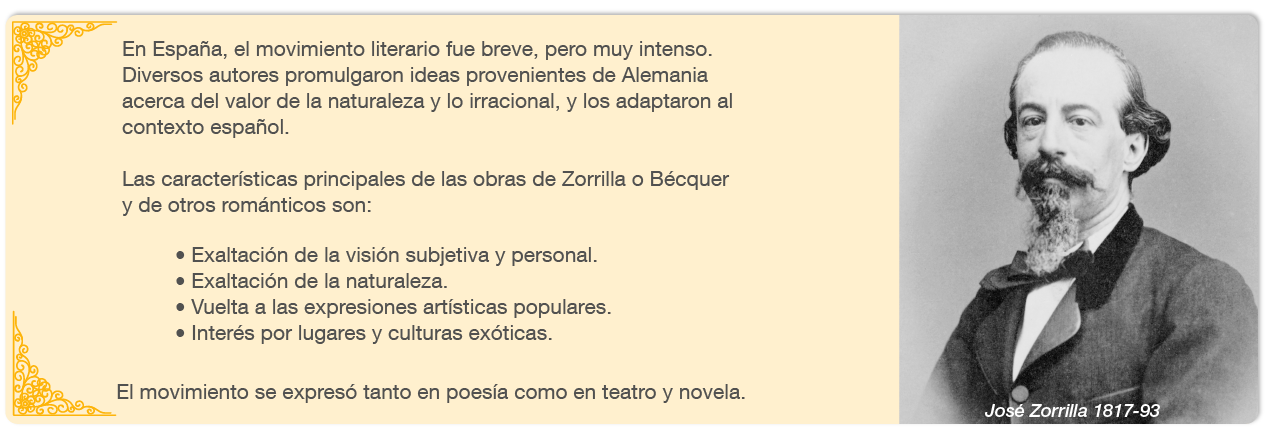 En España, el movimiento literario fue breve, pero muy intenso.
Diversos autores promulgaron ideas provenientes de Alemania
acerca del valor de la naturaleza y lo irracional, y los adaptaron al
contexto español.
Las características principales de las obras de Zorrilla o Bécquer
y de otros románticos son:
• Exaltación de la visión subjetiva y personal.
• Exaltación de la naturaleza.
• Vuelta a las expresiones artísticas populares.
• Interés por lugares y culturas exóticas.
El movimiento se expresó tanto en poesía como en teatro y novela.
José Zorrilla 1817-93